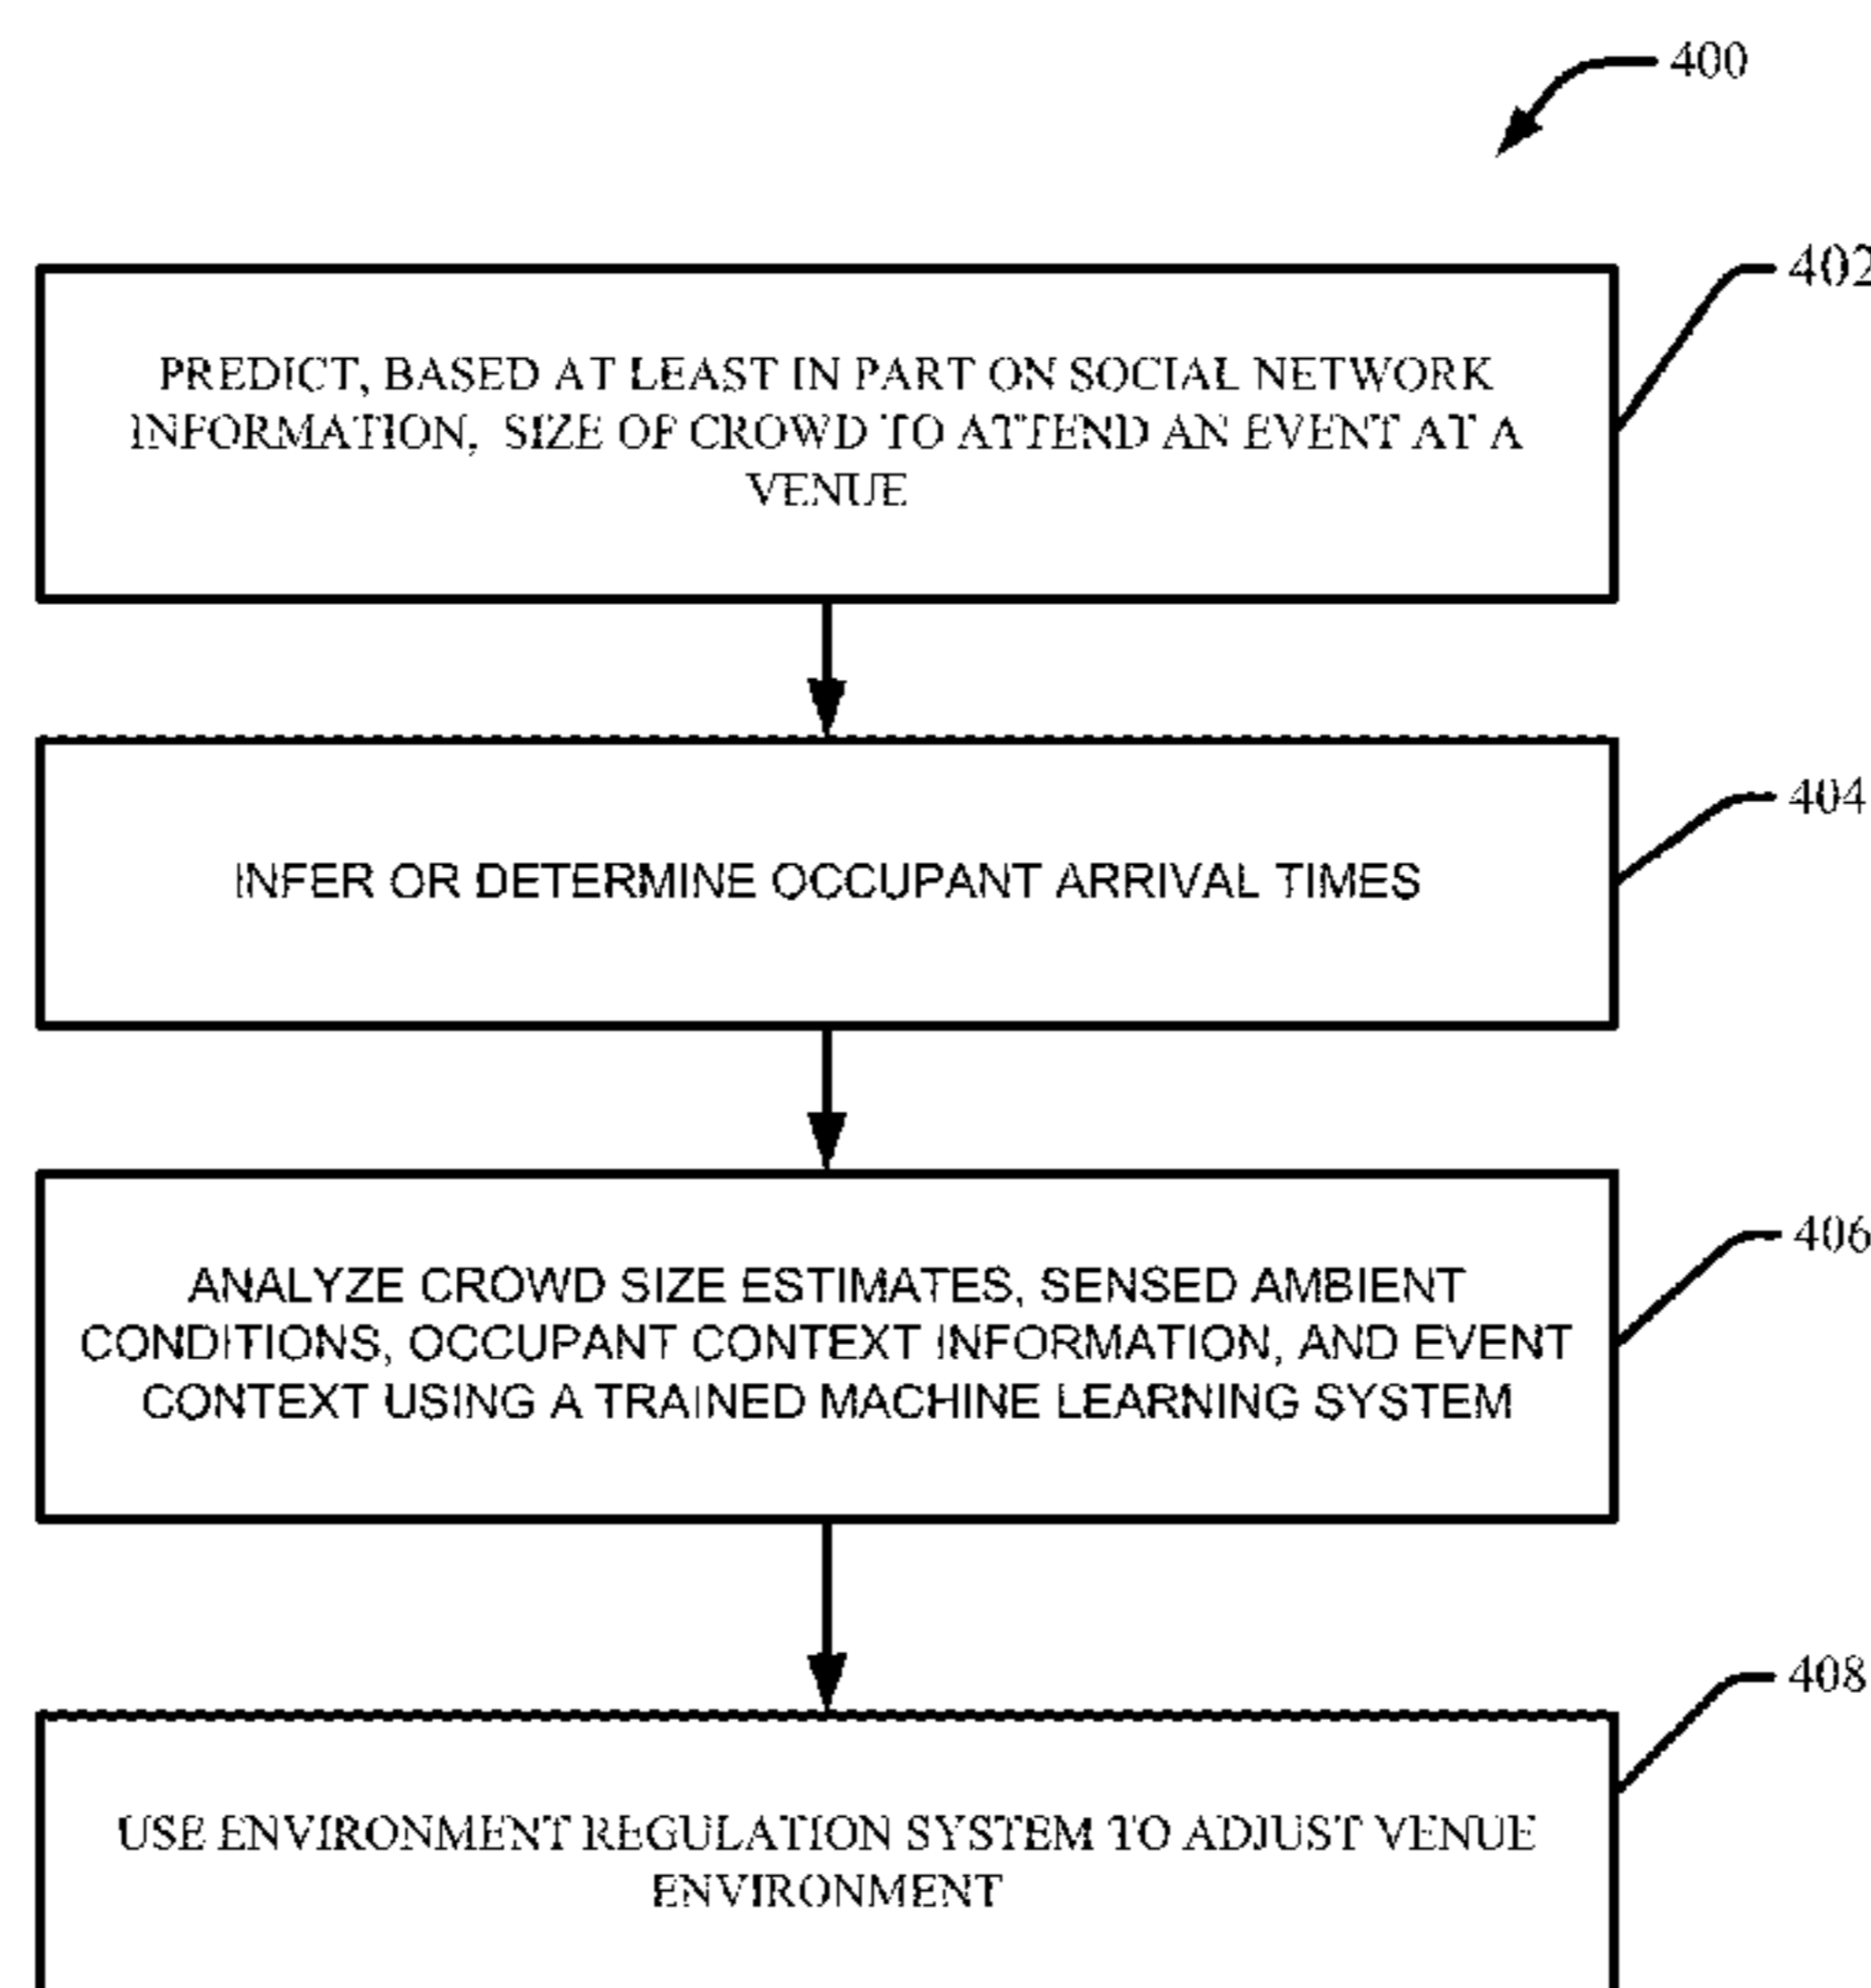 400
402
PREDICT, BASED AT LEAST IN PART ON SOCIAL NETWORK
INFORMATION, SIZE OF CROWD TO ATTEND AN EVENT AT A
VENUE
404
INFER OR DETERMINE OCCUPANT ARRIVAL TIMES
406
ANALYZE CROWD SIZE ESTIMATES, SENSED AMBIENT
CONDITIONS, OCCUPANT CONTEXT INFORMATION, AND EVENT
CONTEXT USING A TRAINED MACHINE LEARNING SYSTEM
408
USE ENVIRONMENT REGULATION SYSTEM TO ADJUST VENUE
ENVIRONMENT